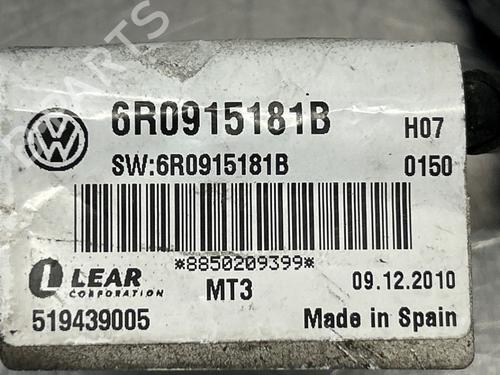 6R0915181B H07
SW:6R0915181B 0150
*8850209399*
LEAR
CORPORATION
MT3 09.12.2010
519439005 Made in Spain